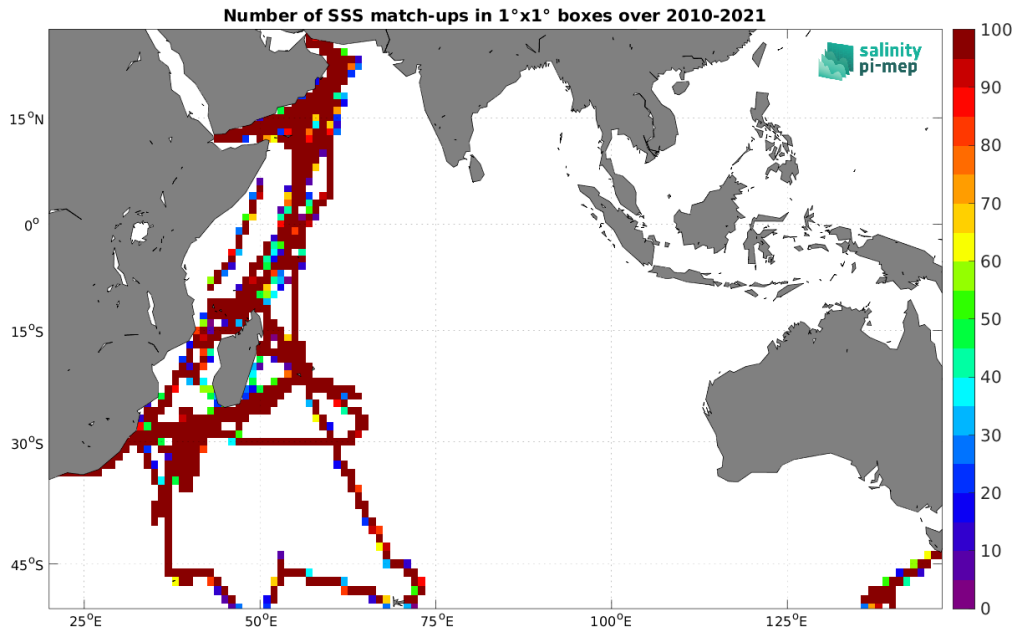 Number of SSS match-ups in 1°x1° boxes over 2010-2021
salinity
pi-mep
100
90
80
70
60
50
40
30
20
10
0
15°N
0°
15°S
30°S
45°S
25°E
50°E
75°E
100°E
125°E